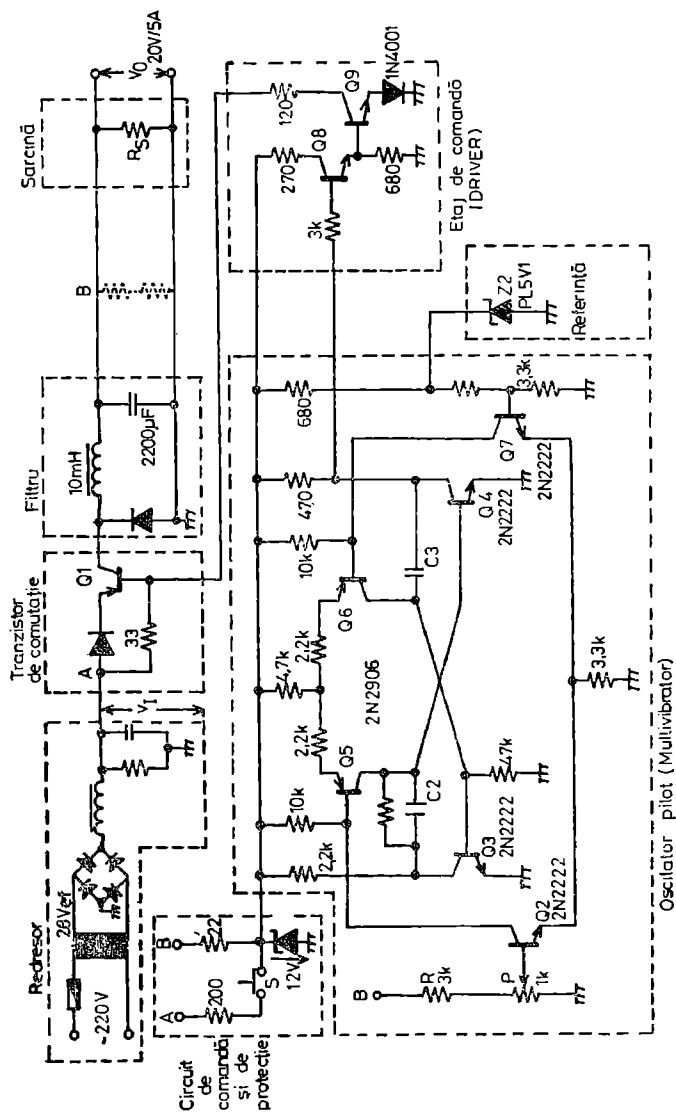 Redresor
~220V
28Vef
V_I
Tranzistor
de comutație
A
33
Q1
Filtru
10mH
2200µF
B
Sarcină
R_S
V_O 20V/5A
Circuit
de
comandă
și de
protecție
A
200
S
B
22
12V
B
R
3k
P
1k
Q2
2N2222
2,2k
10k
Q5
C2
Q3
2N2222
47k
2,2k
4,7k
2,2k
2N2906
Q6
10k
C3
470
Q4
2N2222
680
3,3k
Q7
2N2222
3,3k
Oscilator pilot (Multivibrator)
Z2
PL5V1
Referință
3k
270
Q8
680
120
Q9
1N4001
Etaj de comandă
(DRIVER)